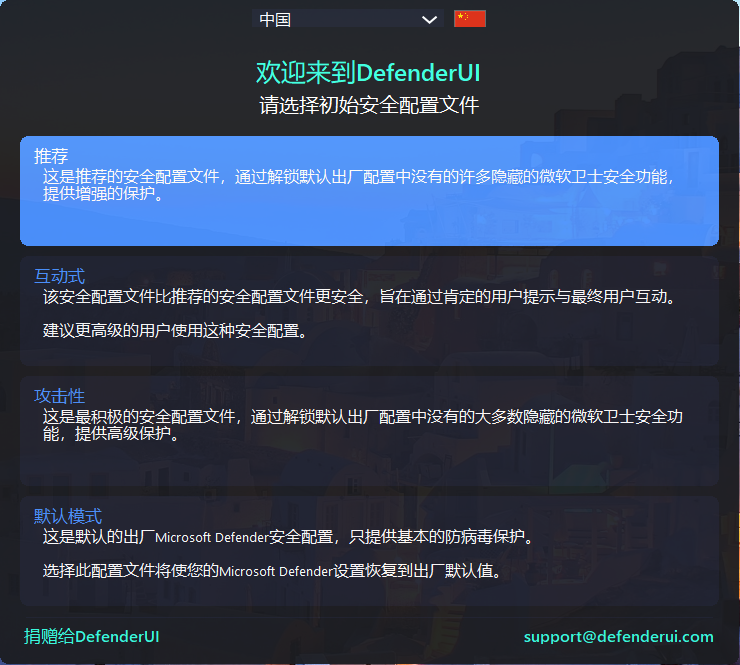 中国
欢迎来到DefenderUI
请选择初始安全配置文件
推荐
这是推荐的安全配置文件，通过解锁默认出厂配置中没有的许多隐藏的微软卫士安全功能，
提供增强的保护。
互动式
该安全配置文件比推荐的安全配置文件更安全，旨在通过肯定的用户提示与最终用户互动。
建议更高级的用户使用这种安全配置。
攻击性
这是最积极的安全配置文件，通过解锁默认出厂配置中没有的大多数隐藏的微软卫士安全功
能，提供高级保护。
默认模式
这是默认的出厂Microsoft Defender安全配置，只提供基本的防病毒保护。
选择此配置文件将使您的Microsoft Defender设置恢复到出厂默认值。
捐赠给DefenderUI
support@defenderui.com